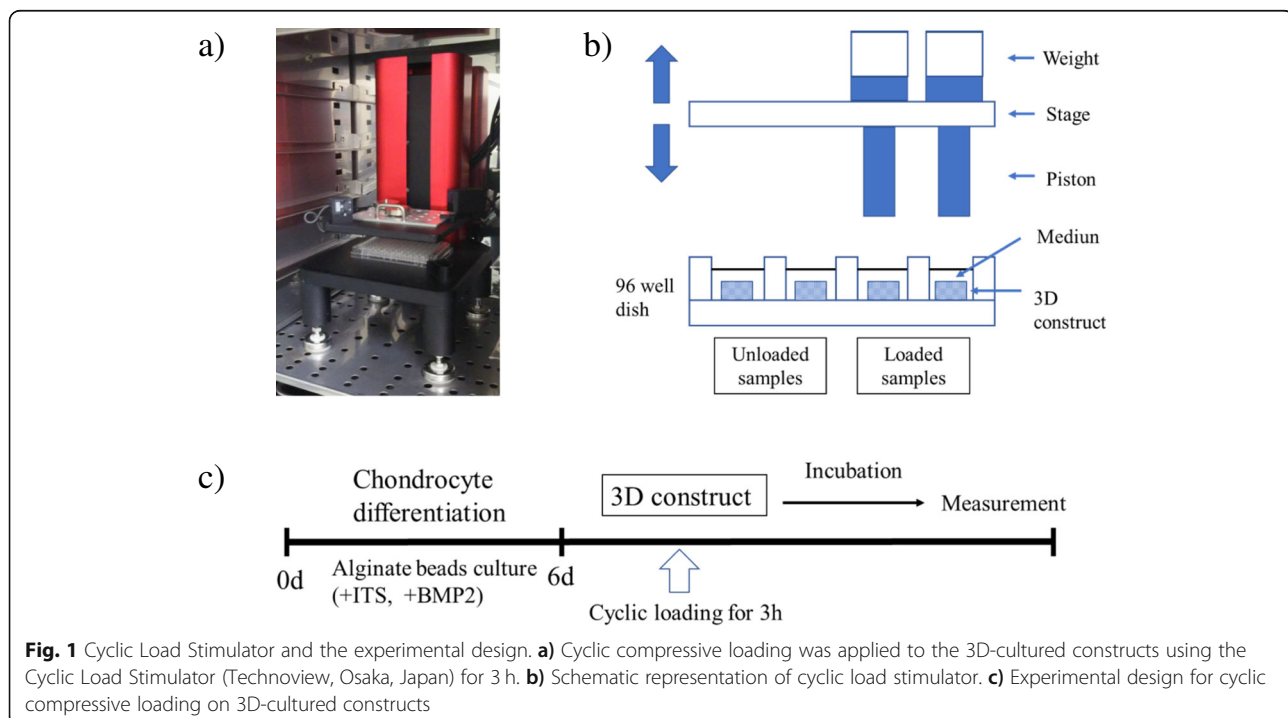 a)
b)
Weight
Stage
Piston
Mediun
3D
construct
96 well
dish
Unloaded
samples
Loaded
samples
c)
Chondrocyte
differentiation
3D construct
Incubation
Measurement
0d
Alginate beads culture
(+ITS, +BMP2)
6d
Cyclic loading for 3h
Fig. 1 Cyclic Load Stimulator and the experimental design. a) Cyclic compressive loading was applied to the 3D-cultured constructs using the
Cyclic Load Stimulator (Technoview, Osaka, Japan) for 3 h. b) Schematic representation of cyclic load stimulator. c) Experimental design for cyclic
compressive loading on 3D-cultured constructs